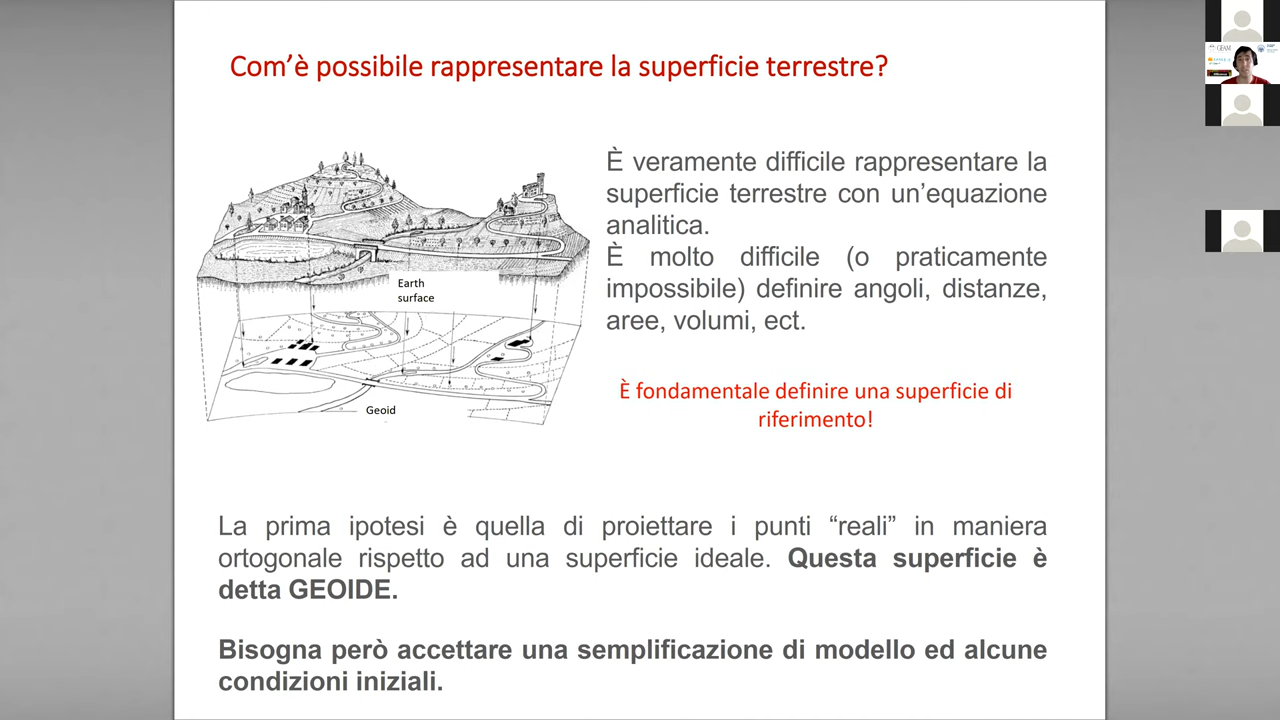 Com’è possibile rappresentare la superficie terrestre?
È veramente difficile rappresentare la
superficie terrestre con un’equazione
analitica.
È molto difficile (o praticamente
impossibile) definire angoli, distanze,
aree, volumi, ect.
Earth
surface
Geoid
È fondamentale definire una superficie di
riferimento!
La prima ipotesi è quella di proiettare i punti “reali” in maniera
ortogonale rispetto ad una superficie ideale. Questa superficie è
detta GEOIDE.
Bisogna però accettare una semplificazione di modello ed alcune
condizioni iniziali.
GEAM